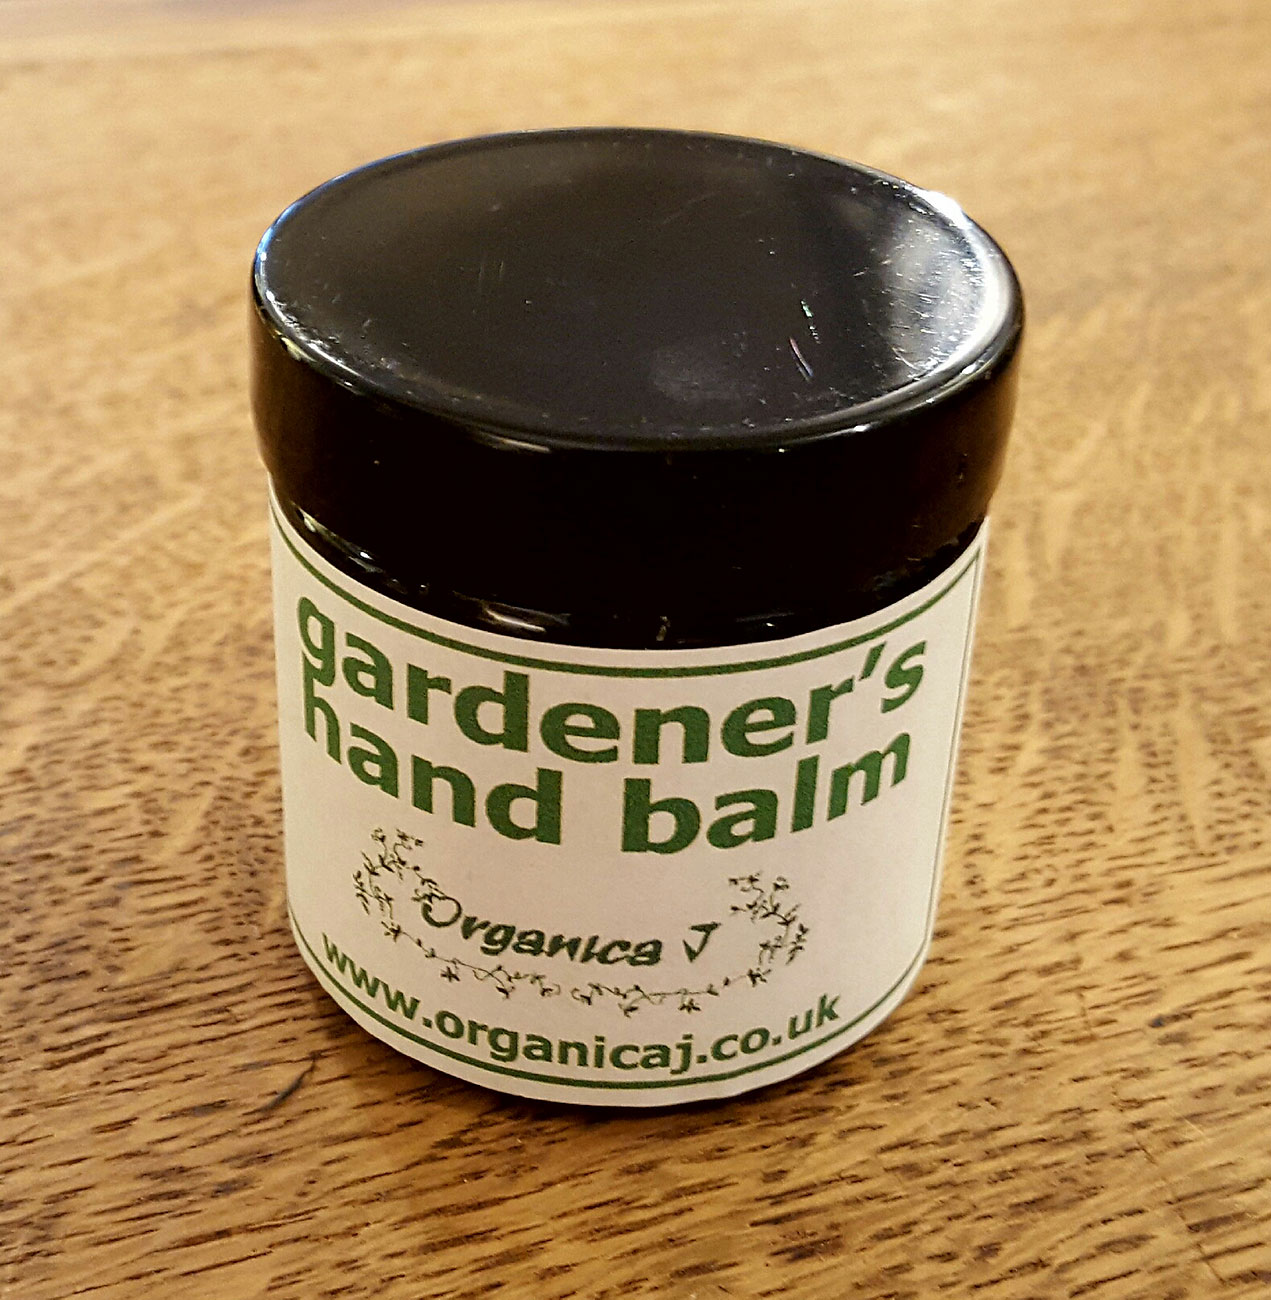 gardener's
hand balm
Organica J
www.organicaj.co.uk